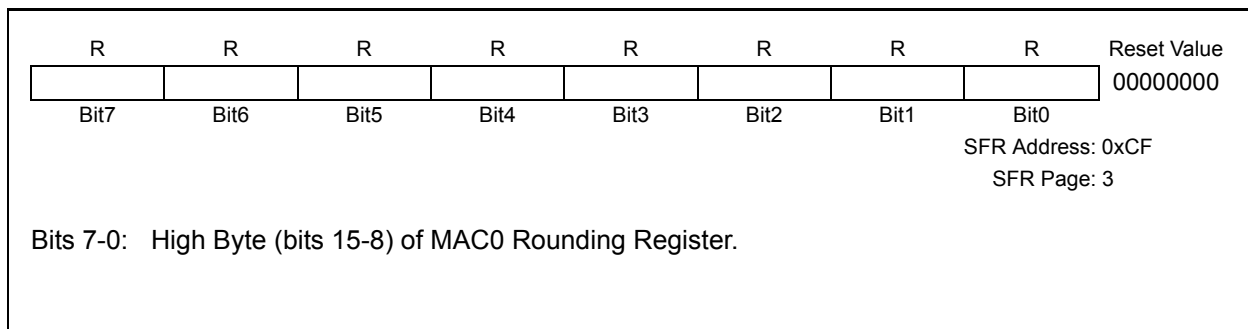 R R R R R R R R Reset Value
00000000
Bit7 Bit6 Bit5 Bit4 Bit3 Bit2 Bit1 Bit0
SFR Address: 0xCF
SFR Page: 3
Bits 7-0: High Byte (bits 15-8) of MAC0 Rounding Register.